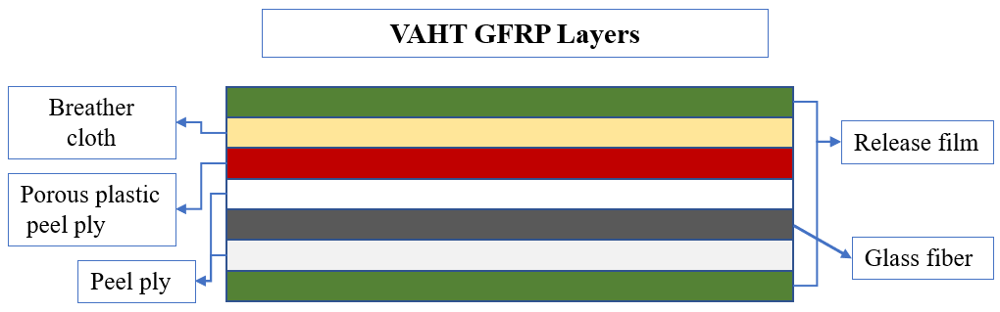 VAHT GFRP Layers
Breather
cloth
Porous plastic
peel ply
Peel ply
Release film
Glass fiber